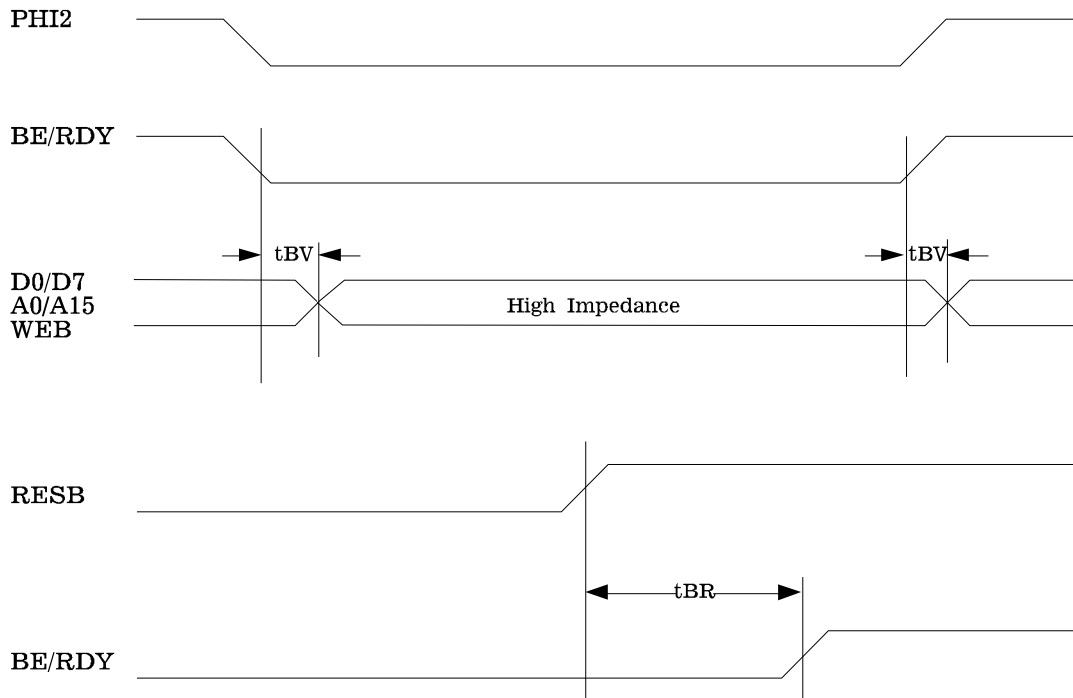 PHI2
BE/RDY
tBV
tBV
D0/D7
A0/A15
WEB
High Impedance
RESB
tBR
BE/RDY